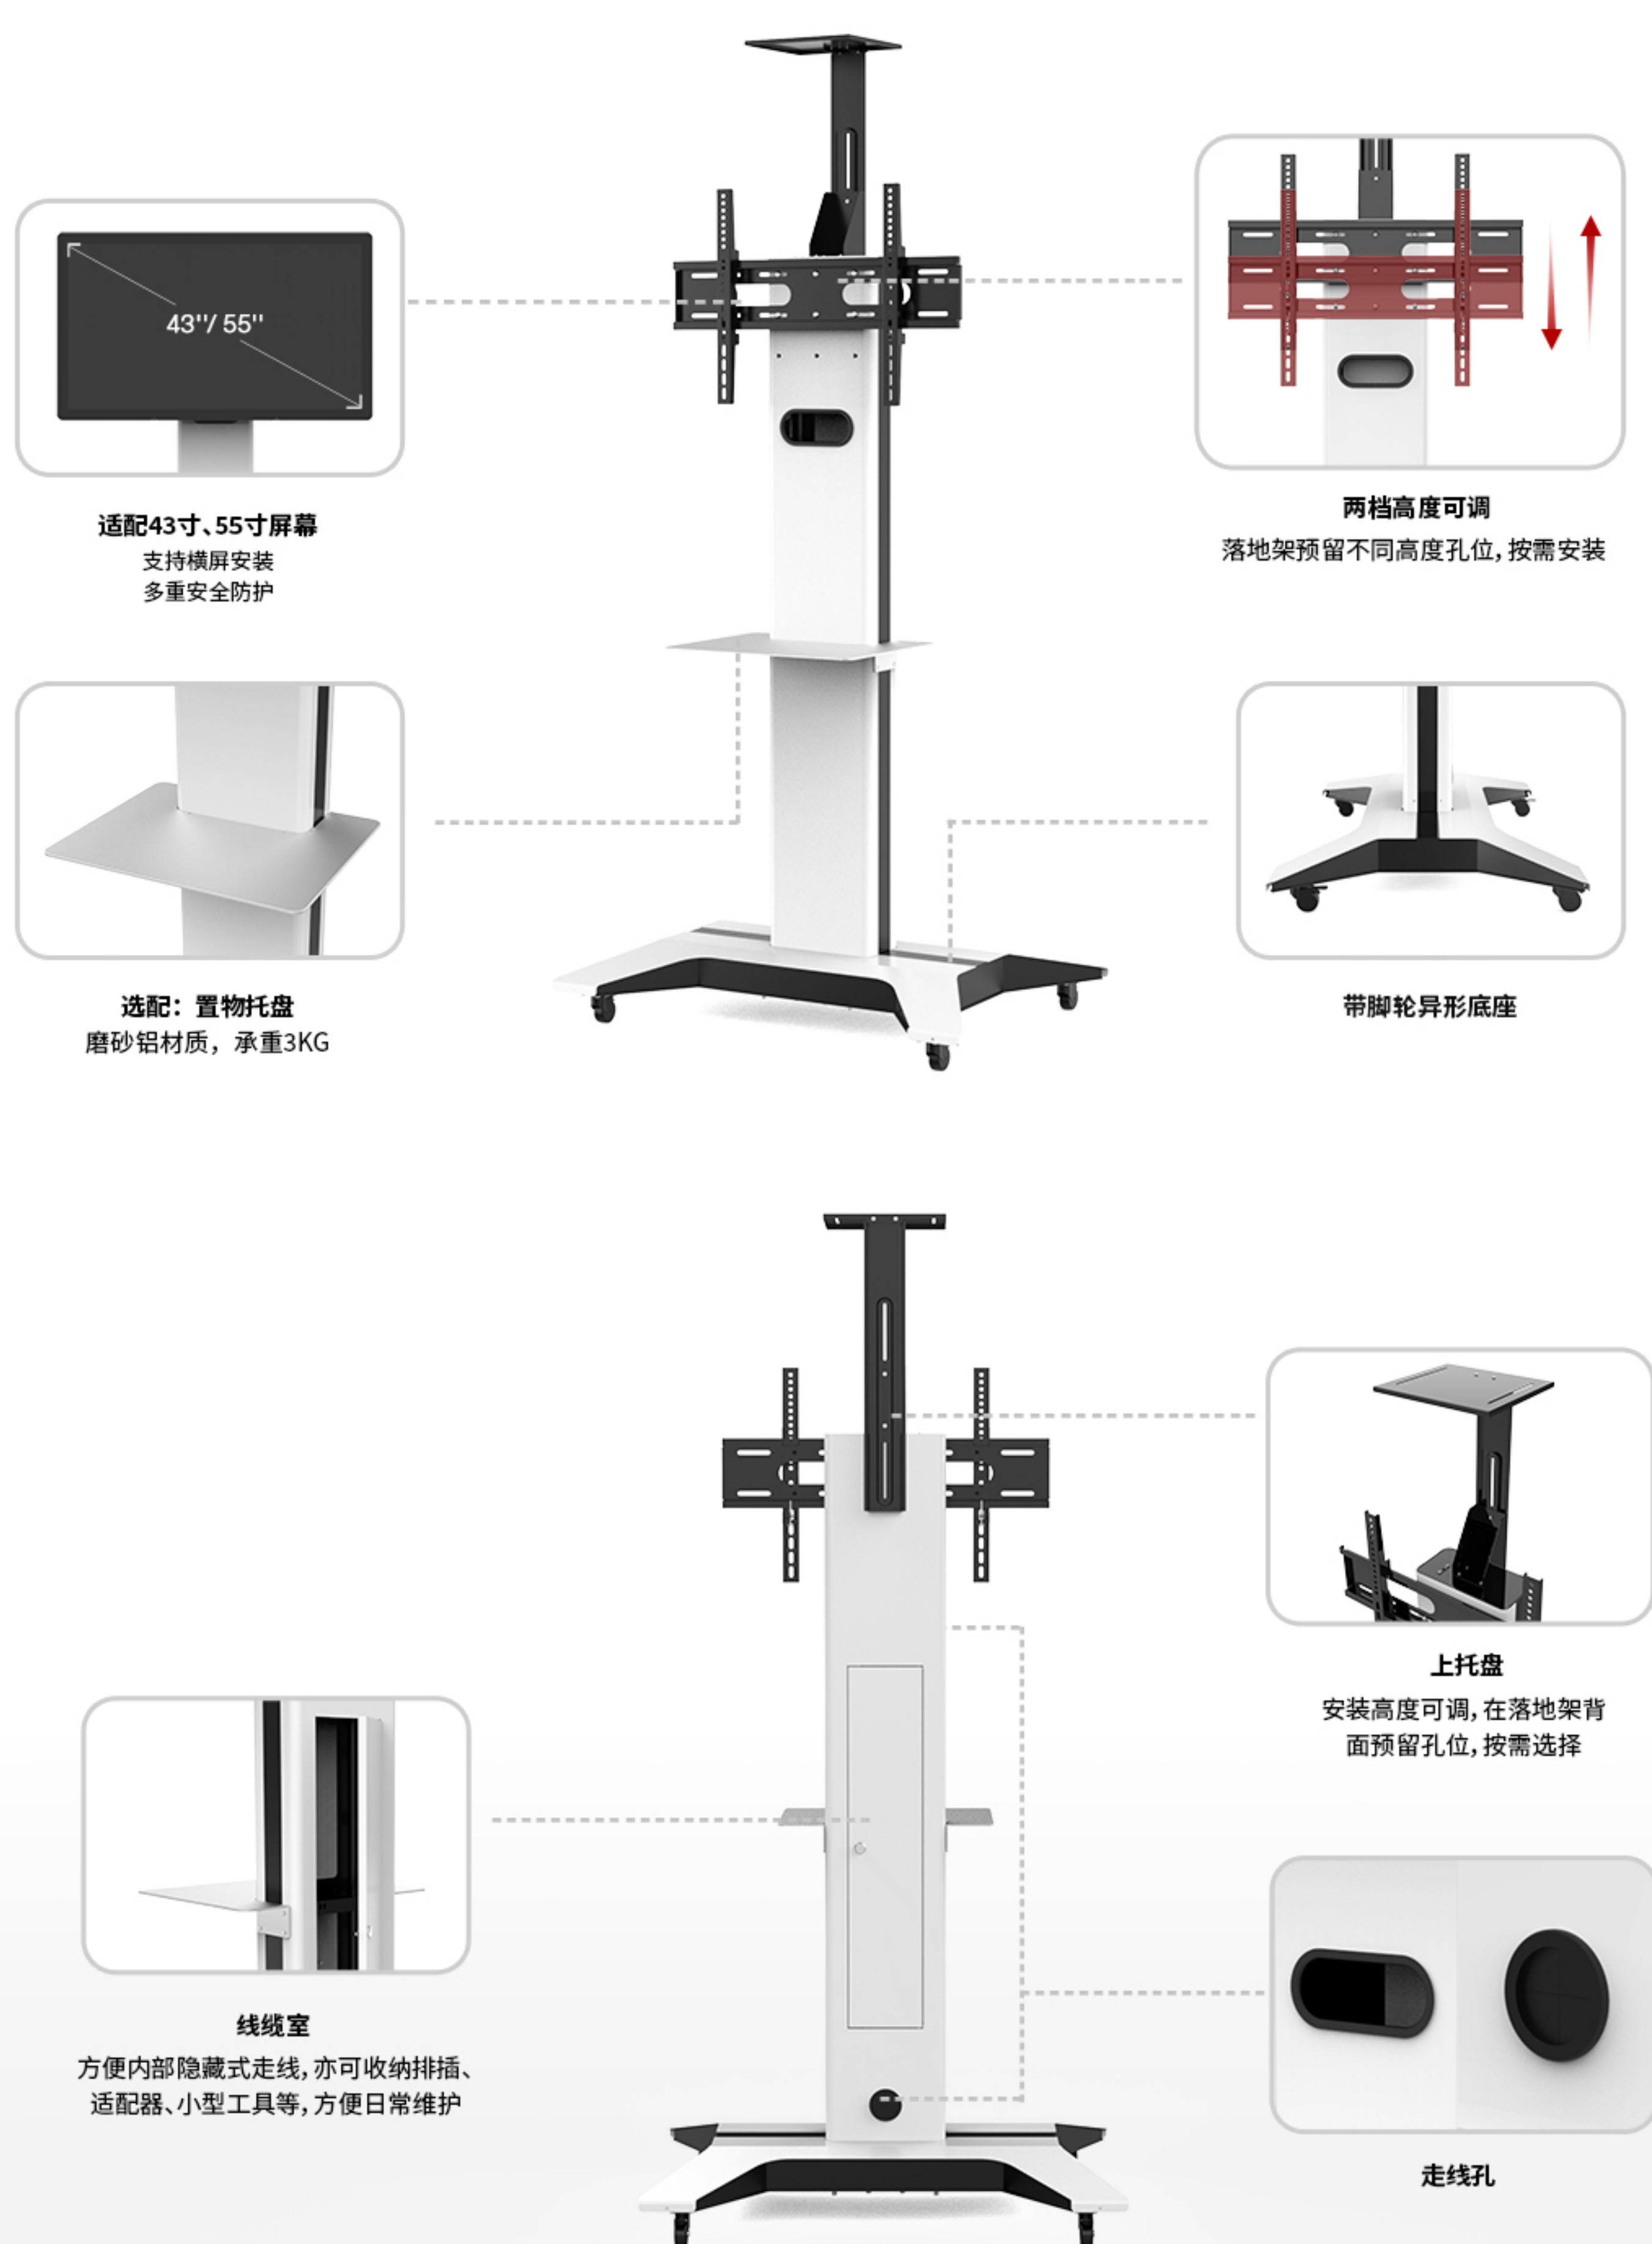 43''/ 55''
适配43寸、55寸屏幕
支持横屏安装
多重安全防护
两档高度可调
落地架预留不同高度孔位，按需安装
选配：置物托盘
磨砂铝材质，承重3KG
带脚轮异形底座
上托盘
安装高度可调，在落地架背
面预留孔位，按需选择
线缆室
方便内部隐藏式走线，亦可收纳排插、
适配器、小型工具等，方便日常维护
走线孔